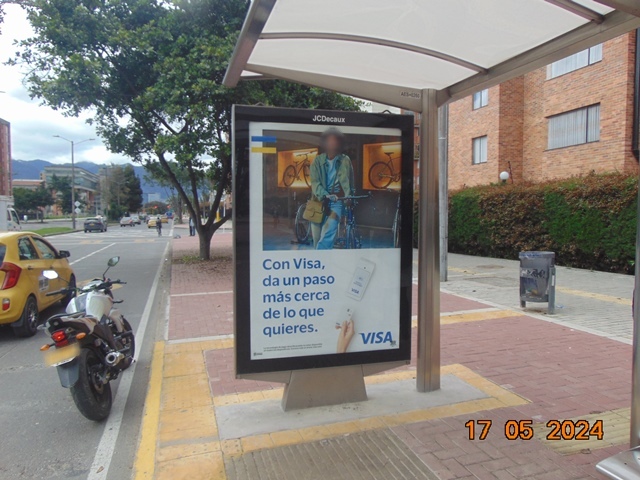 JCDecaux
Con Visa,
da un paso
más cerca
de lo que
quieres.
VISA
17 05 2024